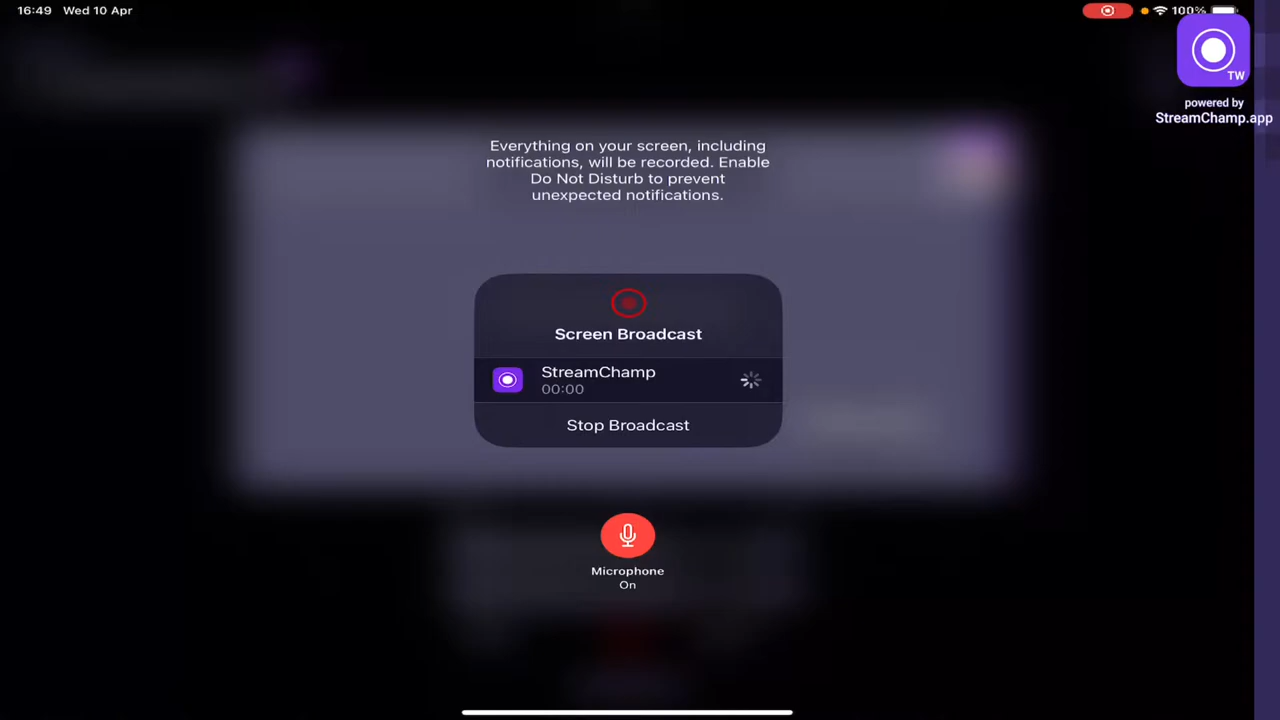 16:49 Wed 10 Apr
100%
TW
powered by
StreamChamp.app
Everything on your screen, including
notifications, will be recorded. Enable
Do Not Disturb to prevent
unexpected notifications.
Screen Broadcast
StreamChamp
00:00
Stop Broadcast
Microphone
On